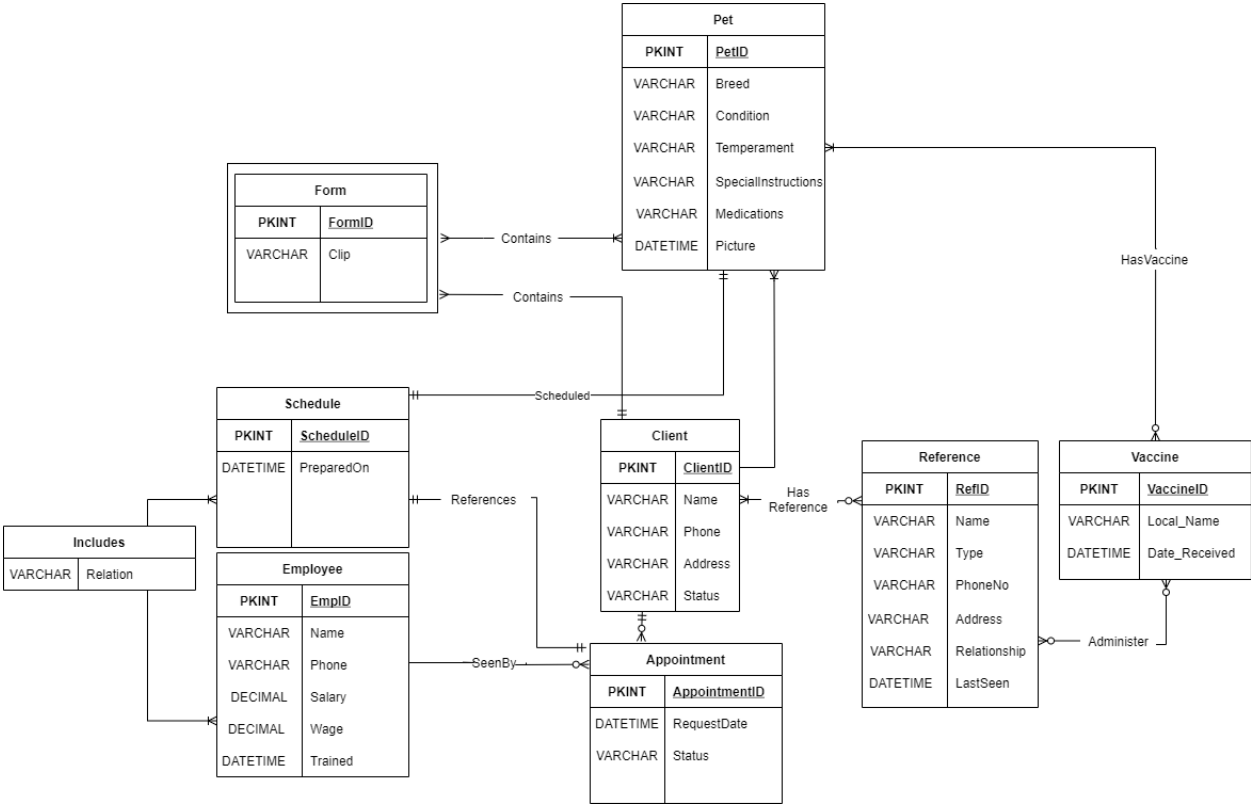 Pet
PKINT PetID
VARCHAR Breed
VARCHAR Condition
VARCHAR Temperament
VARCHAR SpecialInstructions
VARCHAR Medications
DATETIME Picture
Form
PKINT FormID
VARCHAR Clip
Contains
Contains
HasVaccine
Schedule
PKINT ScheduleID
DATETIME PreparedOn
Scheduled
References
Includes
VARCHAR Relation
Employee
PKINT EmpID
VARCHAR Name
VARCHAR Phone
DECIMAL Salary
DECIMAL Wage
DATETIME Trained
SeenBy
Client
PKINT ClientID
VARCHAR Name
VARCHAR Phone
VARCHAR Address
VARCHAR Status
Has
Reference
Appointment
PKINT AppointmentID
DATETIME RequestDate
VARCHAR Status
Reference
PKINT RefID
VARCHAR Name
VARCHAR Type
VARCHAR PhoneNo
VARCHAR Address
VARCHAR Relationship
DATETIME LastSeen
Administer
Vaccine
PKINT VaccineID
VARCHAR Local_Name
DATETIME Date_Received